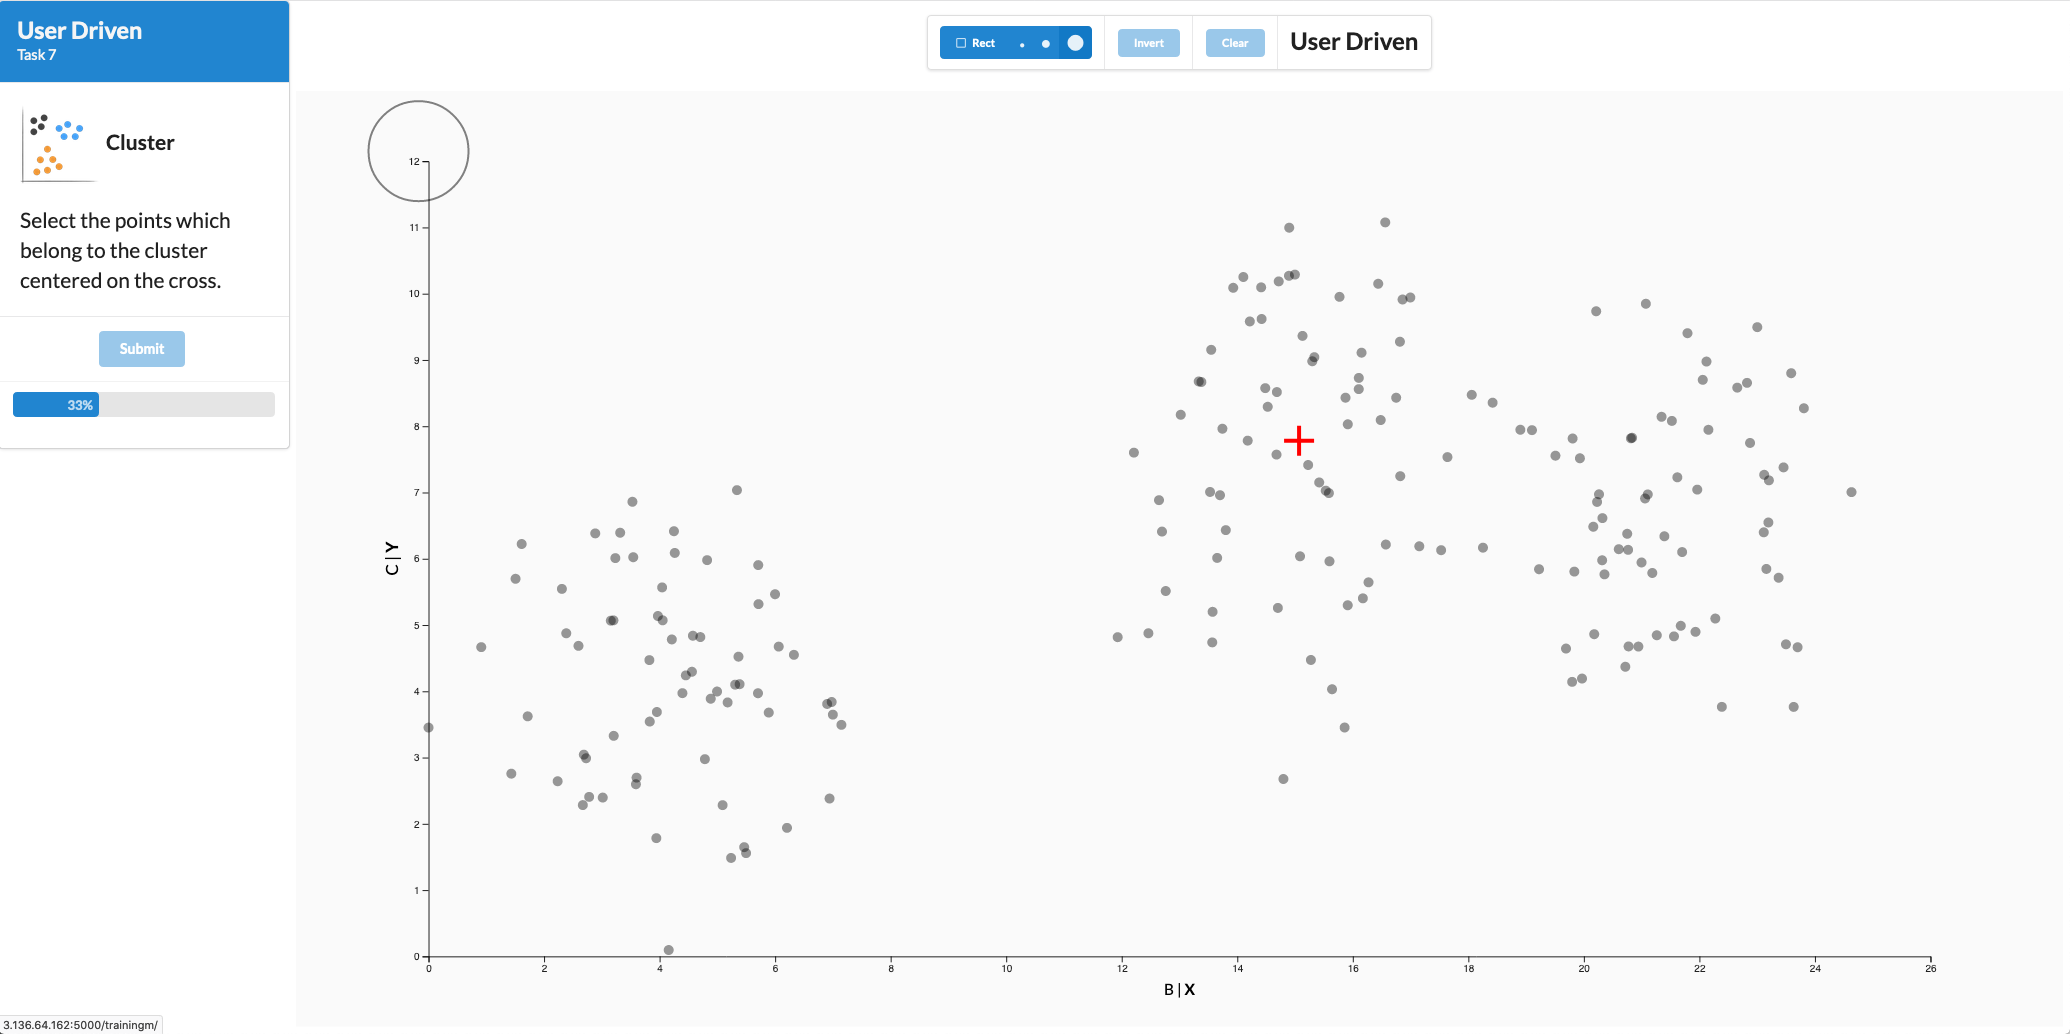 User Driven
Task 7
Rect
Invert
Clear
User Driven
Cluster
Select the points which
belong to the cluster
centered on the cross.
Submit
33%
12
11
10
9
8
7
6
5
4
3
2
1
0
C|Y
0 2 4 6 8 10 12 14 16 18 20 22 24 26
B|X
3.136.64.162:5000/trainingm/